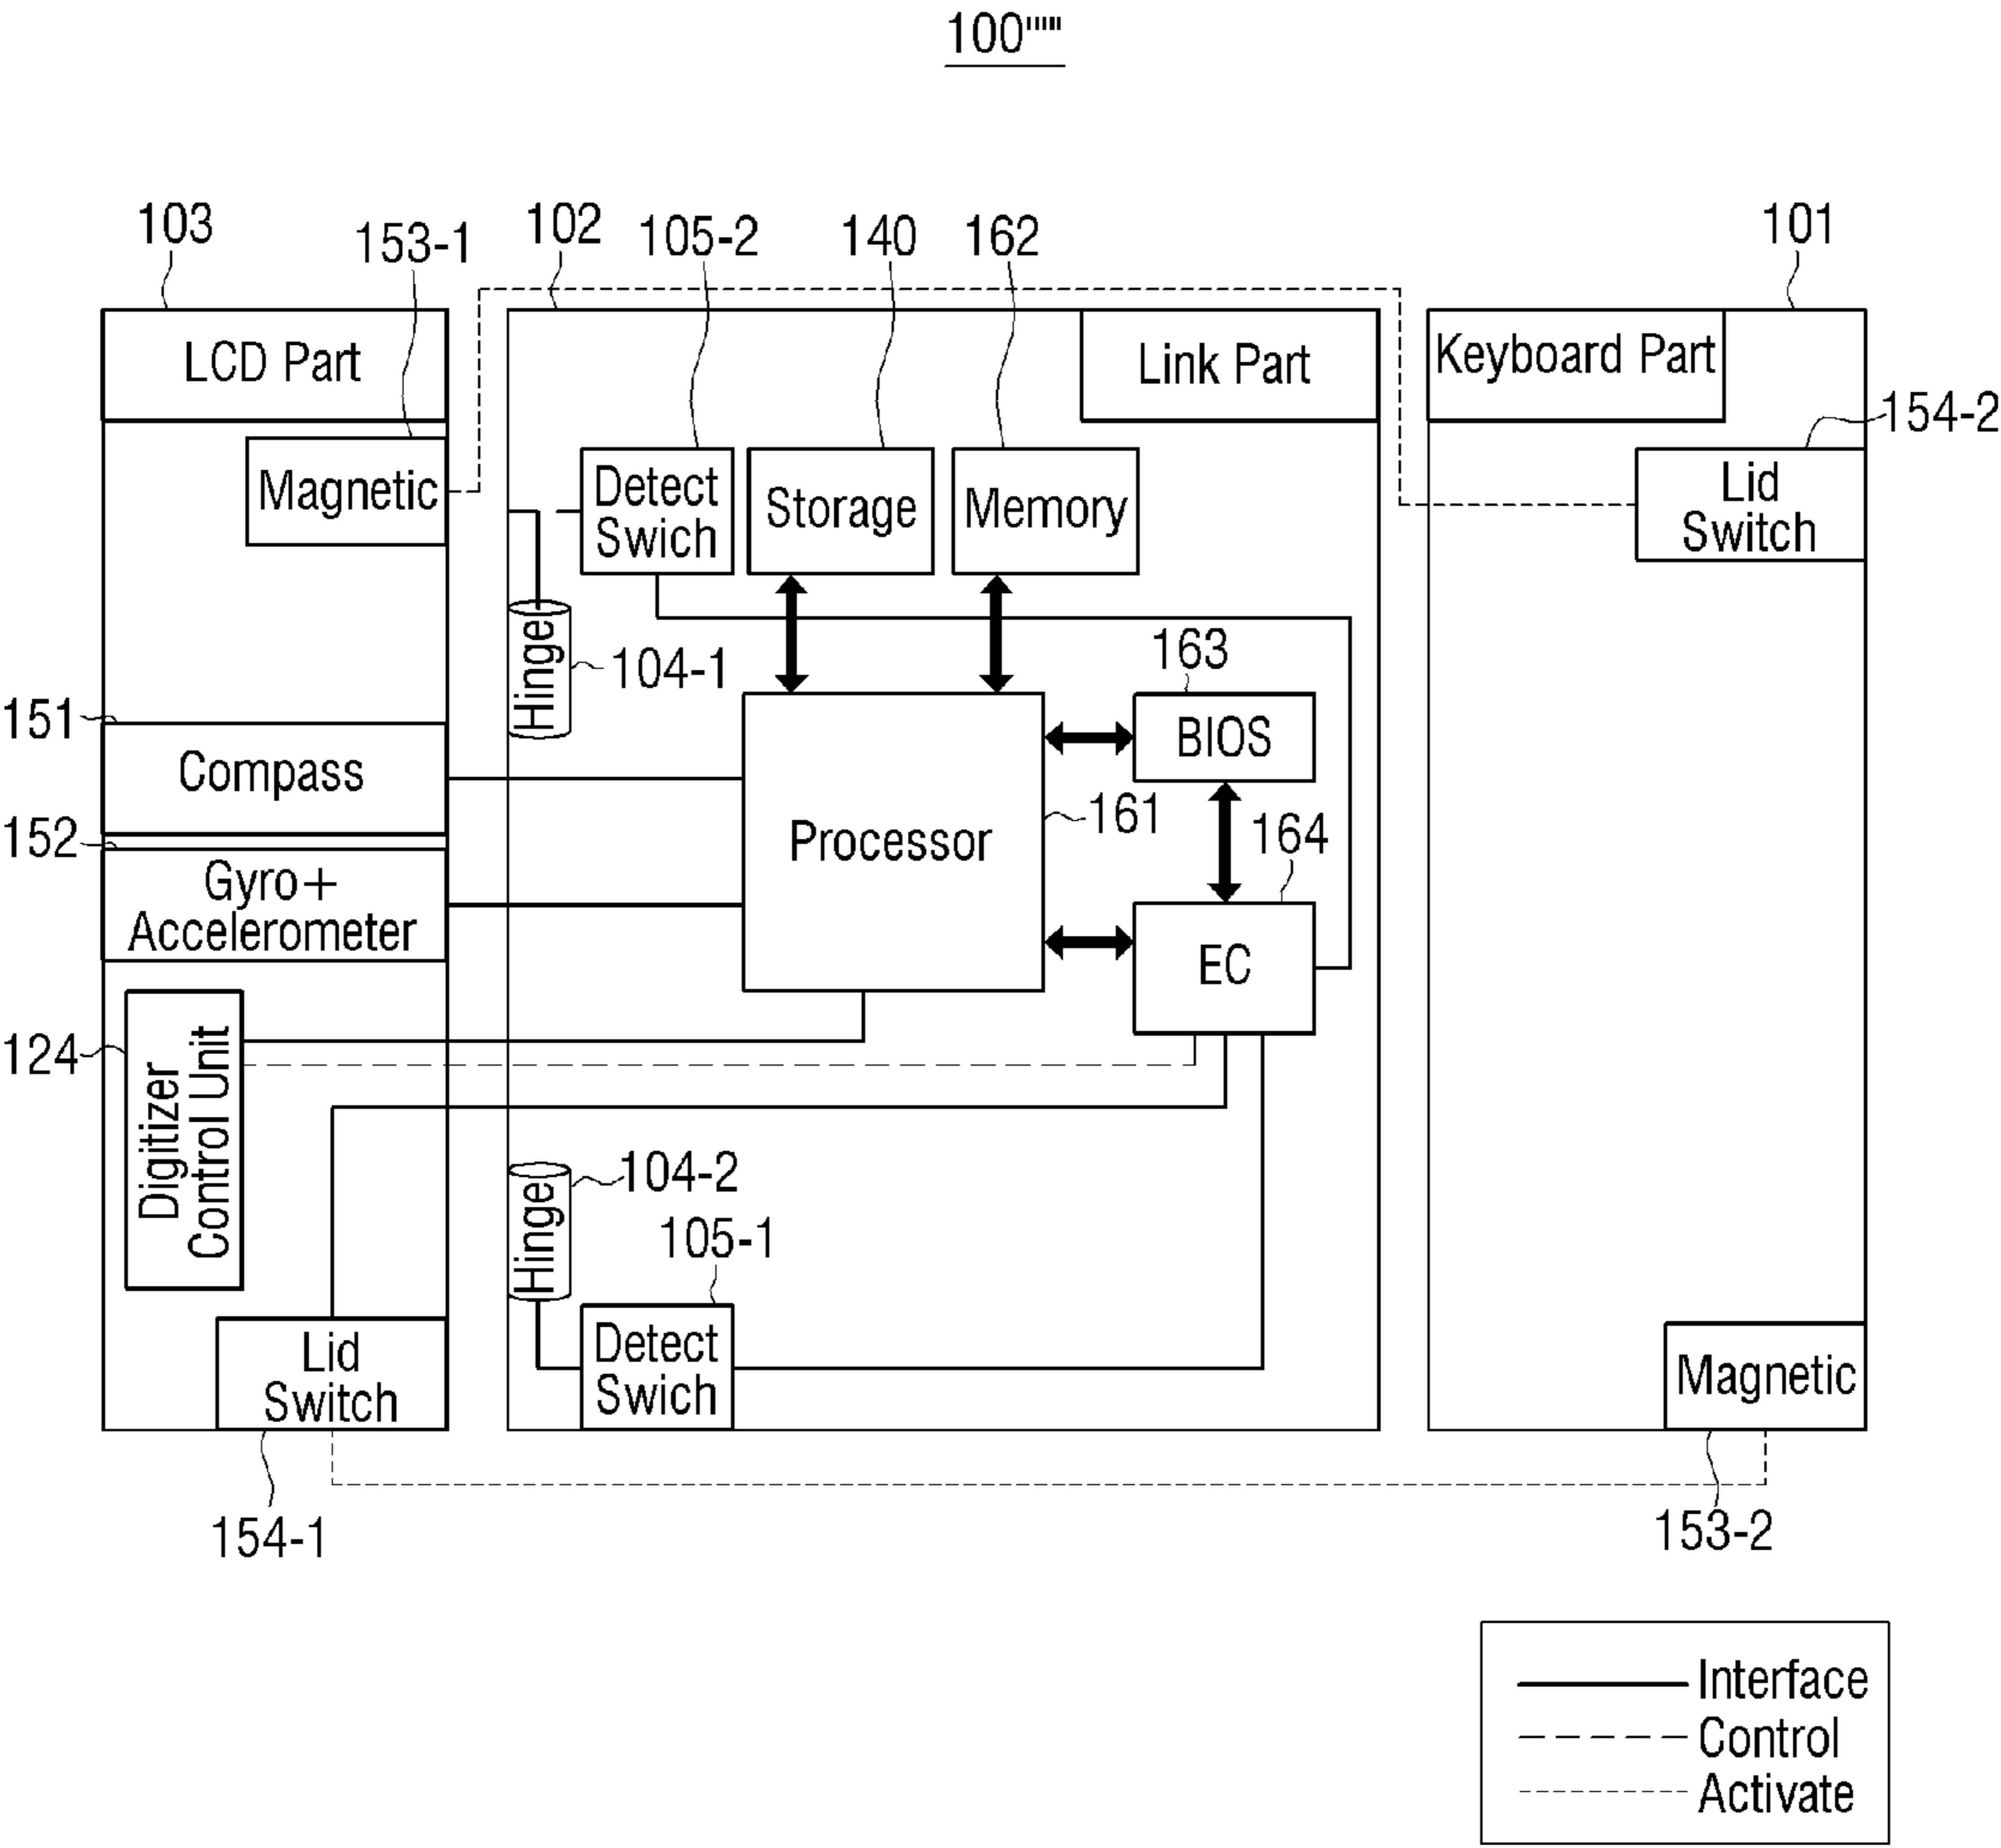 100'''''
103
153-1
102
105-2
140
162
101
LCD Part
Link Part
Keyboard Part
154-2
Magnetic
Detect
Swich
Storage
Memory
Lid
Switch
Hinge
104-1
163
151
Compass
BIOS
161
152
Processor
164
Gyro+
Accelerometer
EC
124
Digitizer
Control Unit
104-2
Hinge
105-1
Lid
Switch
Detect
Swich
Magnetic
154-1
153-2
Interface
Control
Activate